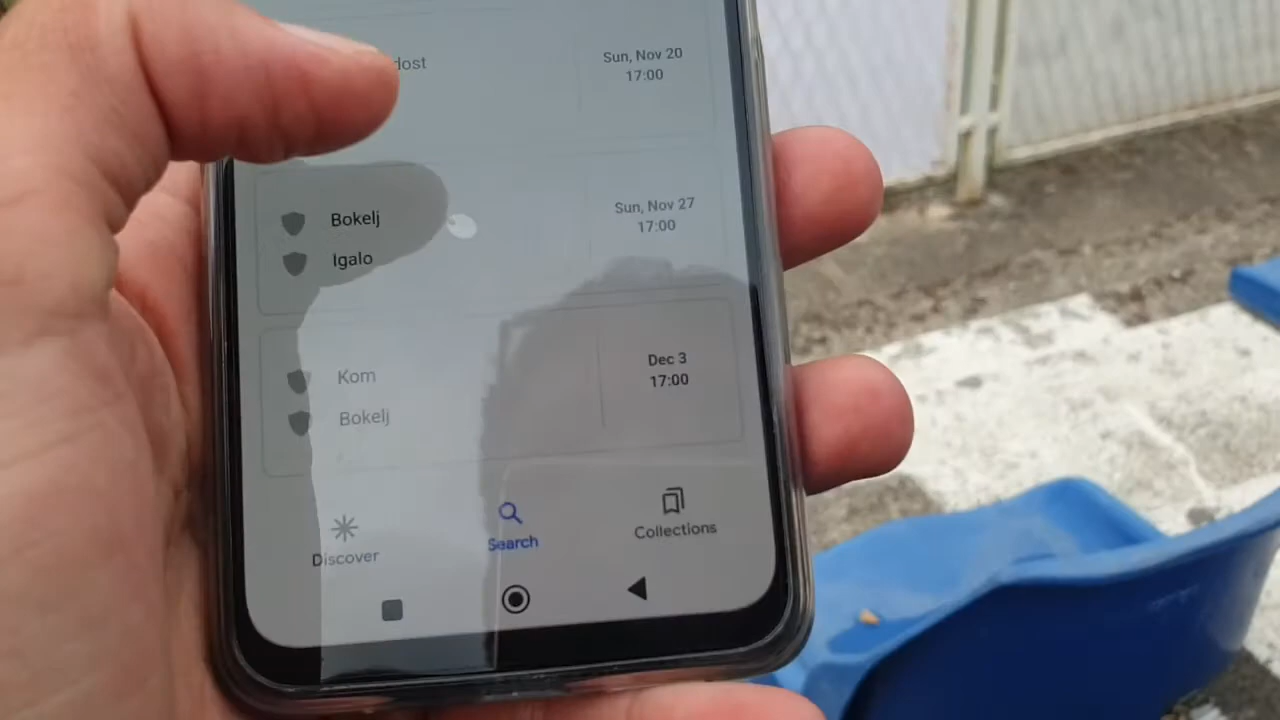 dost
Sun, Nov 20
17:00
Bokelj
Igalo
Sun, Nov 27
17:00
Kom
Bokelj
Dec 3
17:00
Discover
Search
Collections